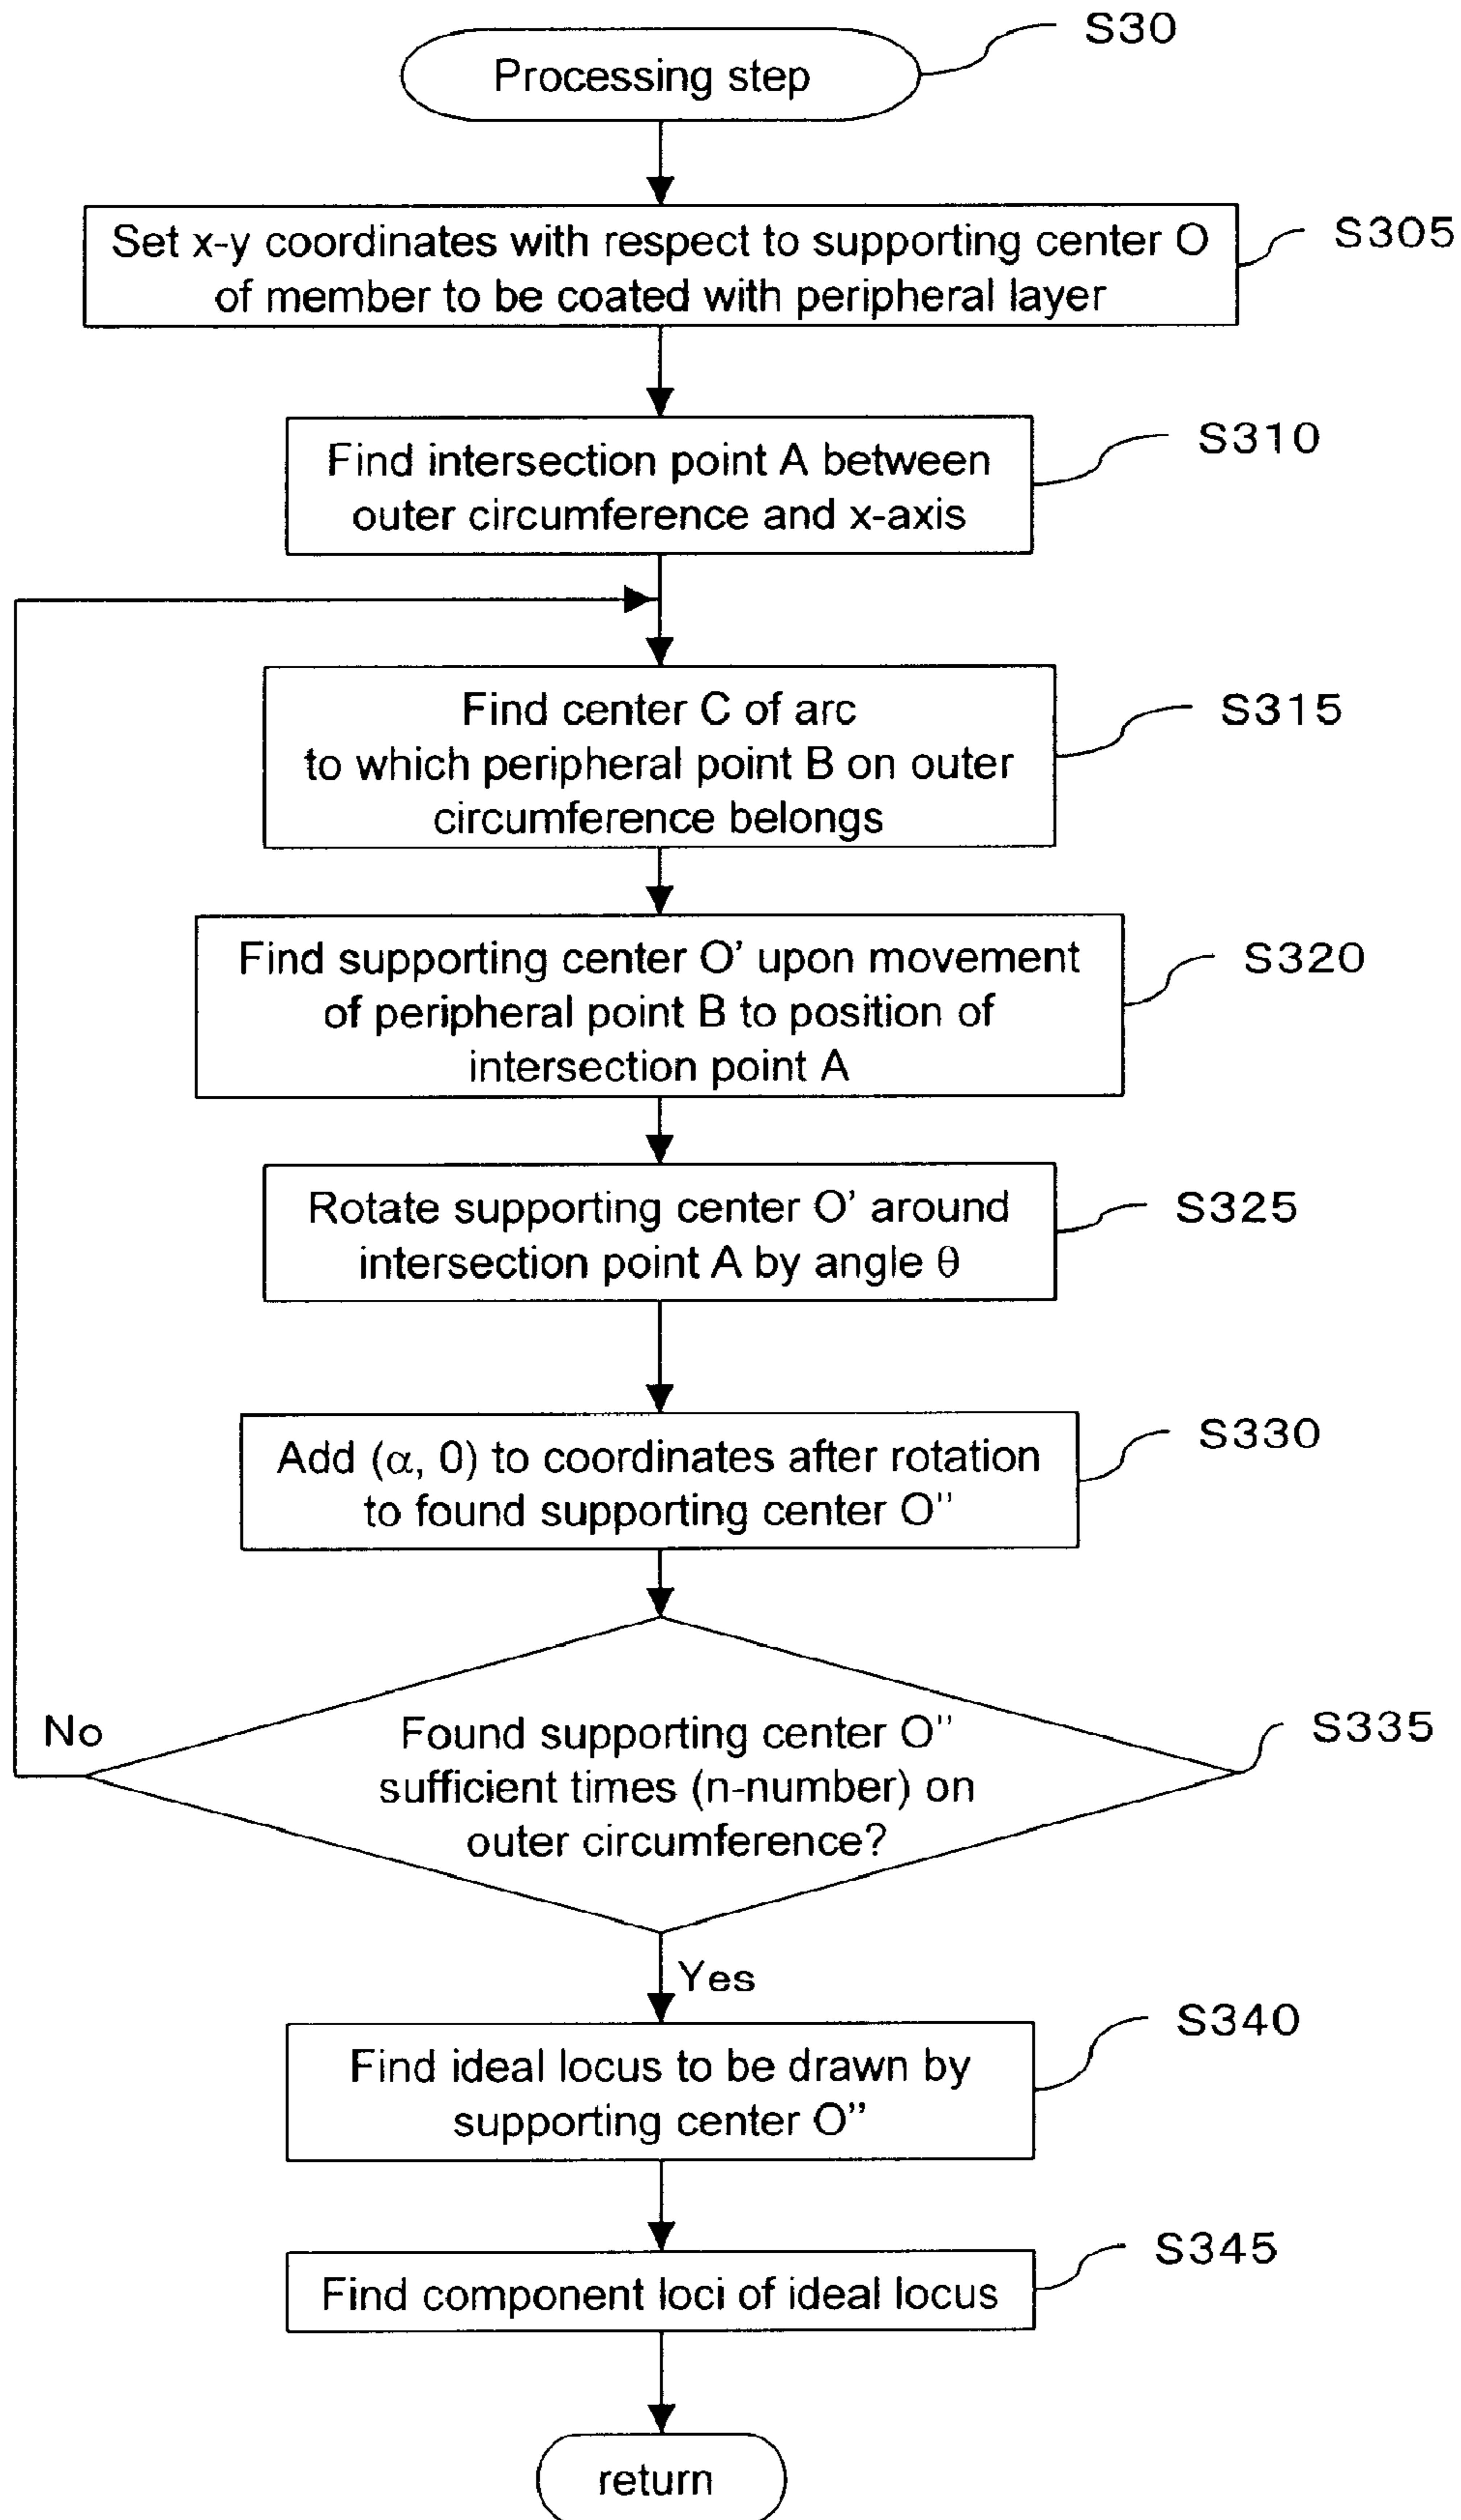 S30
Processing step
Set x-y coordinates with respect to supporting center O
of member to be coated with peripheral layer
S305
Find intersection point A between
outer circumference and x-axis
S310
Find center C of arc
to which peripheral point B on outer
circumference belongs
S315
Find supporting center O’ upon movement
of peripheral point B to position of
intersection point A
S320
Rotate supporting center O’ around
intersection point A by angle θ
S325
Add (α, 0) to coordinates after rotation
to found supporting center O"
S330
No
Found supporting center O"
sufficient times (n-number) on
outer circumference?
S335
Yes
Find ideal locus to be drawn by
supporting center O”
S340
Find component loci of ideal locus
S345
return